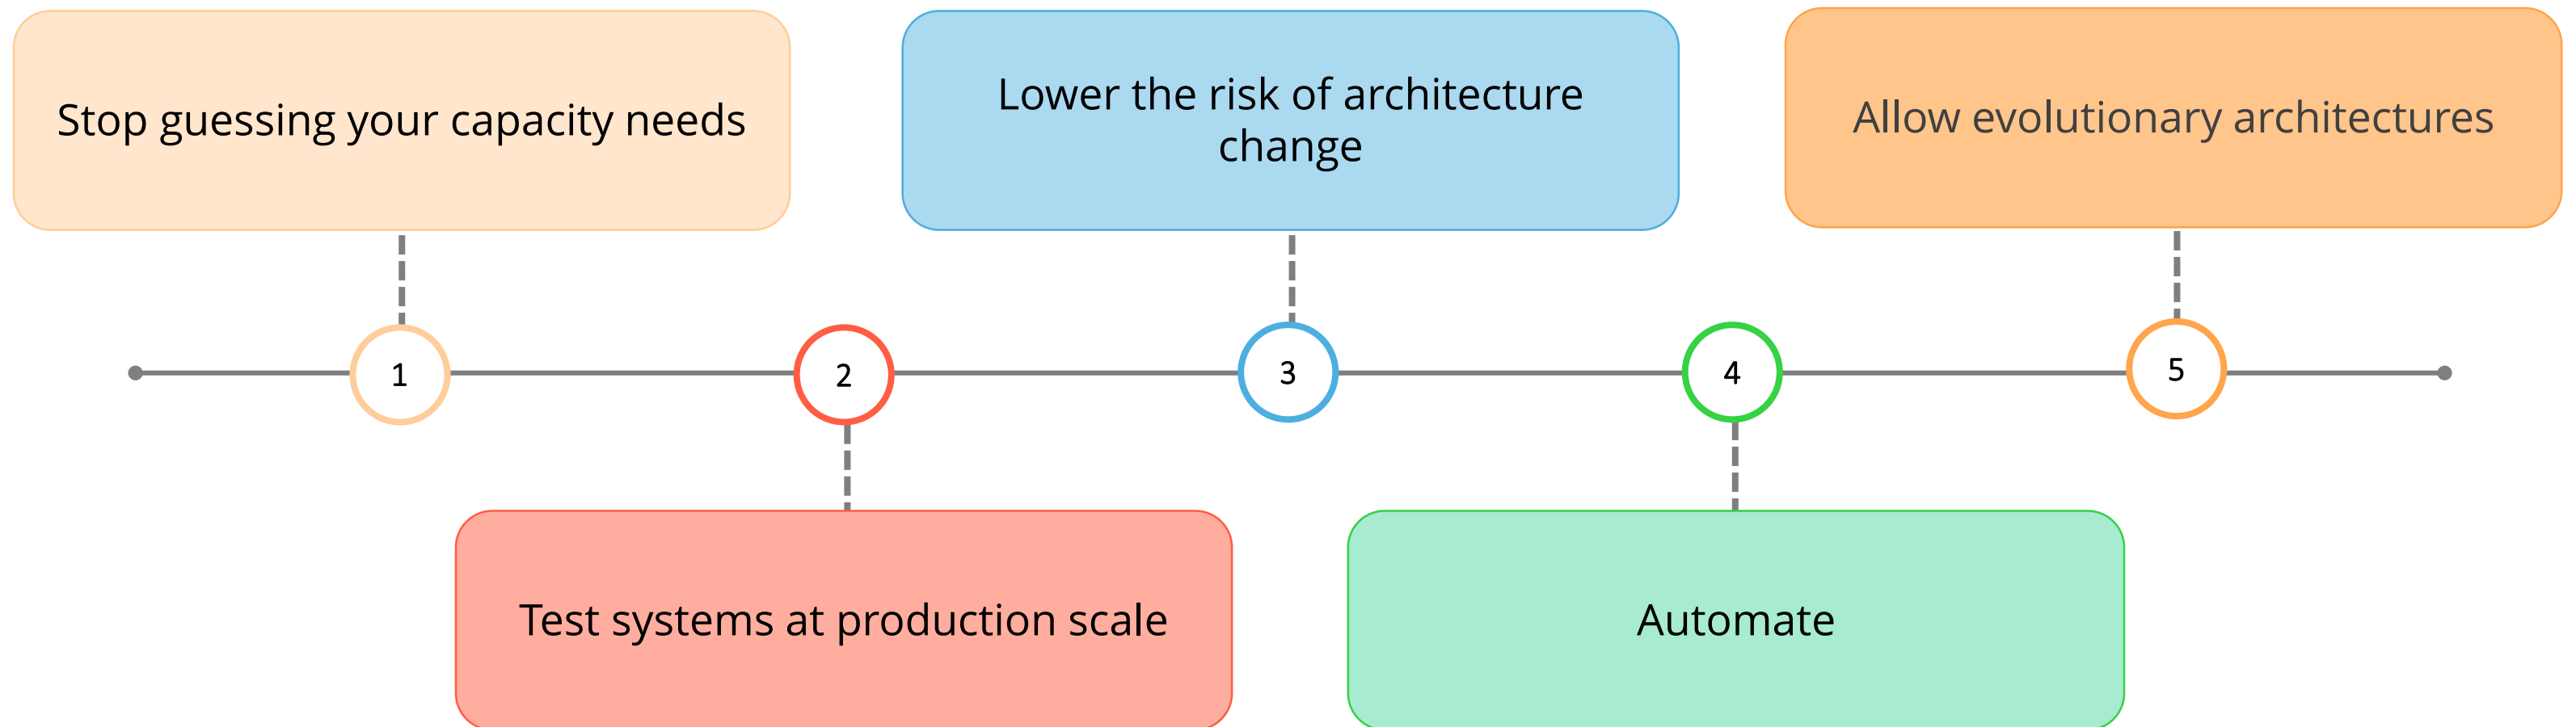 Stop guessing your capacity needs
Lower the risk of architecture
change
Allow evolutionary architectures
1
2
3
4
5
Test systems at production scale
Automate